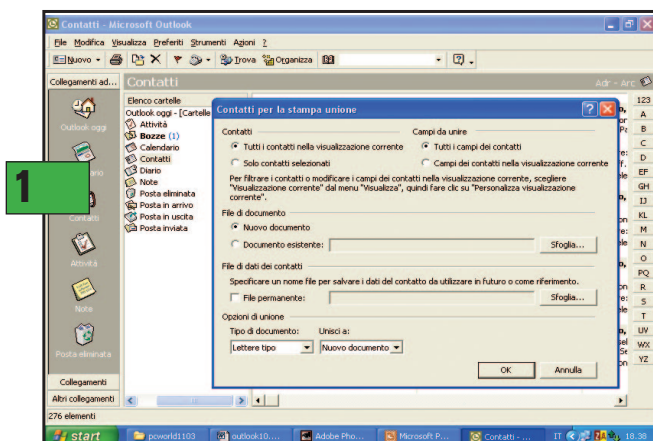 Contatti - Microsoft Outlook
File Modifica Visualizza Preferiti Strumenti Azioni ?
Nuovo Trova Organizza
Collegamenti ad... Contatti Adr - Arc
Outlook oggi
Contatti
Attività
Note
Posta eliminata
Collegamenti
Altri collegamenti
1
Elenco cartelle
Outlook oggi - [Cartelle
Attività
Bozze (1)
Calendario
Contatti
Diario
Note
Posta eliminata
Posta in arrivo
Posta in uscita
Posta inviata
Contatti per la stampa unione
Contatti Campi da unire
Tutti i contatti nella visualizzazione corrente Tutti i campi dei contatti
Solo contatti selezionati Campi dei contatti nella visualizzazione corrente
Per filtrare i contatti o modificare i campi dei contatti nella visualizzazione corrente, scegliere
"Visualizzazione corrente" dal menu "Visualizza", quindi fare clic su "Personalizza visualizzazione
corrente".
File di documento
Nuovo documento
Documento esistente: Sfoglia...
File di dati dei contatti
Specificare un nome file per salvare i dati del contatto da utilizzare in futuro o come riferimento.
File permanente: Sfoglia...
Opzioni di unione
Tipo di documento: Unisci a:
Lettere tipo Nuovo documento
OK Annulla
123
A
B
C
D
EF
GH
IJ
KL
M
N
O
PQ
R
S
T
UV
WX
YZ
276 elementi
start pcworld1103 outlook10.... Adobe Pho... Microsoft P... Contatti - ... IT 18.38